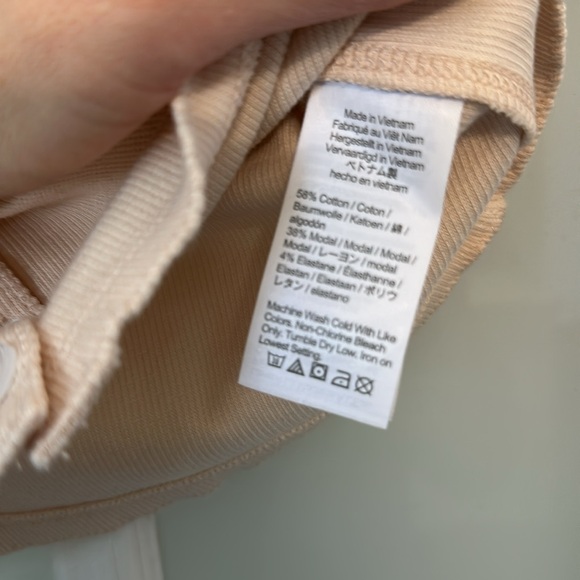 Made in Vietnam
Fabriqué au Việt Nam
Hergestellt in Vietnam
Vervaardigd in Vietnam
ベトナム製
hecho en vietnam
58% Cotton / Coton /
Baumwolle / Katoen / 綿 /
algodón
38% Modal / Modal / Modal /
Modal / レーヨン / modal
4% Elastane / Élasthanne /
Elastan / Elastaan / ポリウ
レタン / elastano
Machine Wash Cold With Like
Colors. Non-Chlorine Bleach
Only. Tumble Dry Low. Iron on
Lowest Setting.